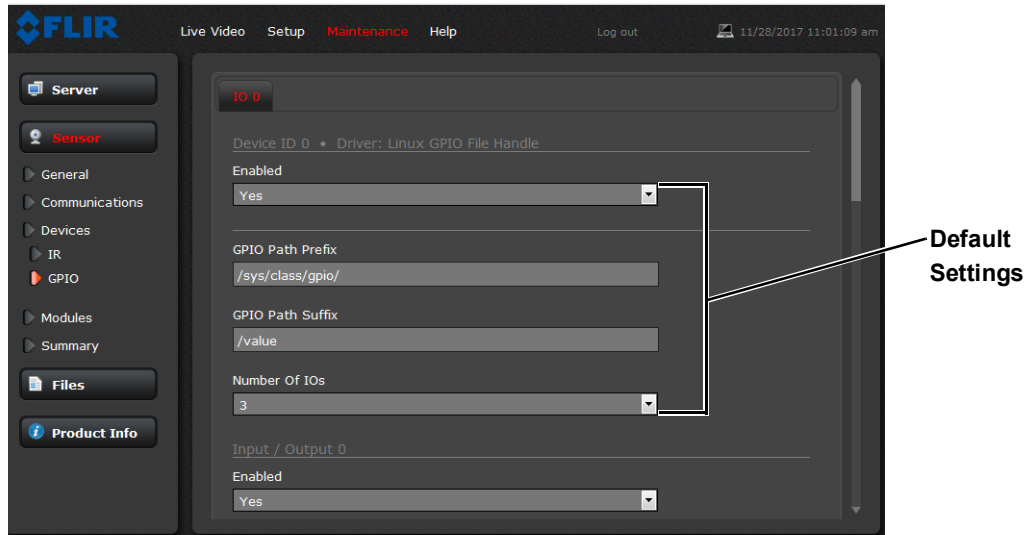 FLIR
Live Video Setup Maintenance Help Log out 11/28/2017 11:01:09 am
Server
Sensor
General
Communications
Devices
IR
GPIO
Modules
Summary
Files
Product Info
IO 0
Device ID 0 • Driver: Linux GPIO File Handle
Enabled
Yes
GPIO Path Prefix
/sys/class/gpio/
GPIO Path Suffix
/value
Number Of IOs
3
Input / Output 0
Enabled
Yes
Default
Settings